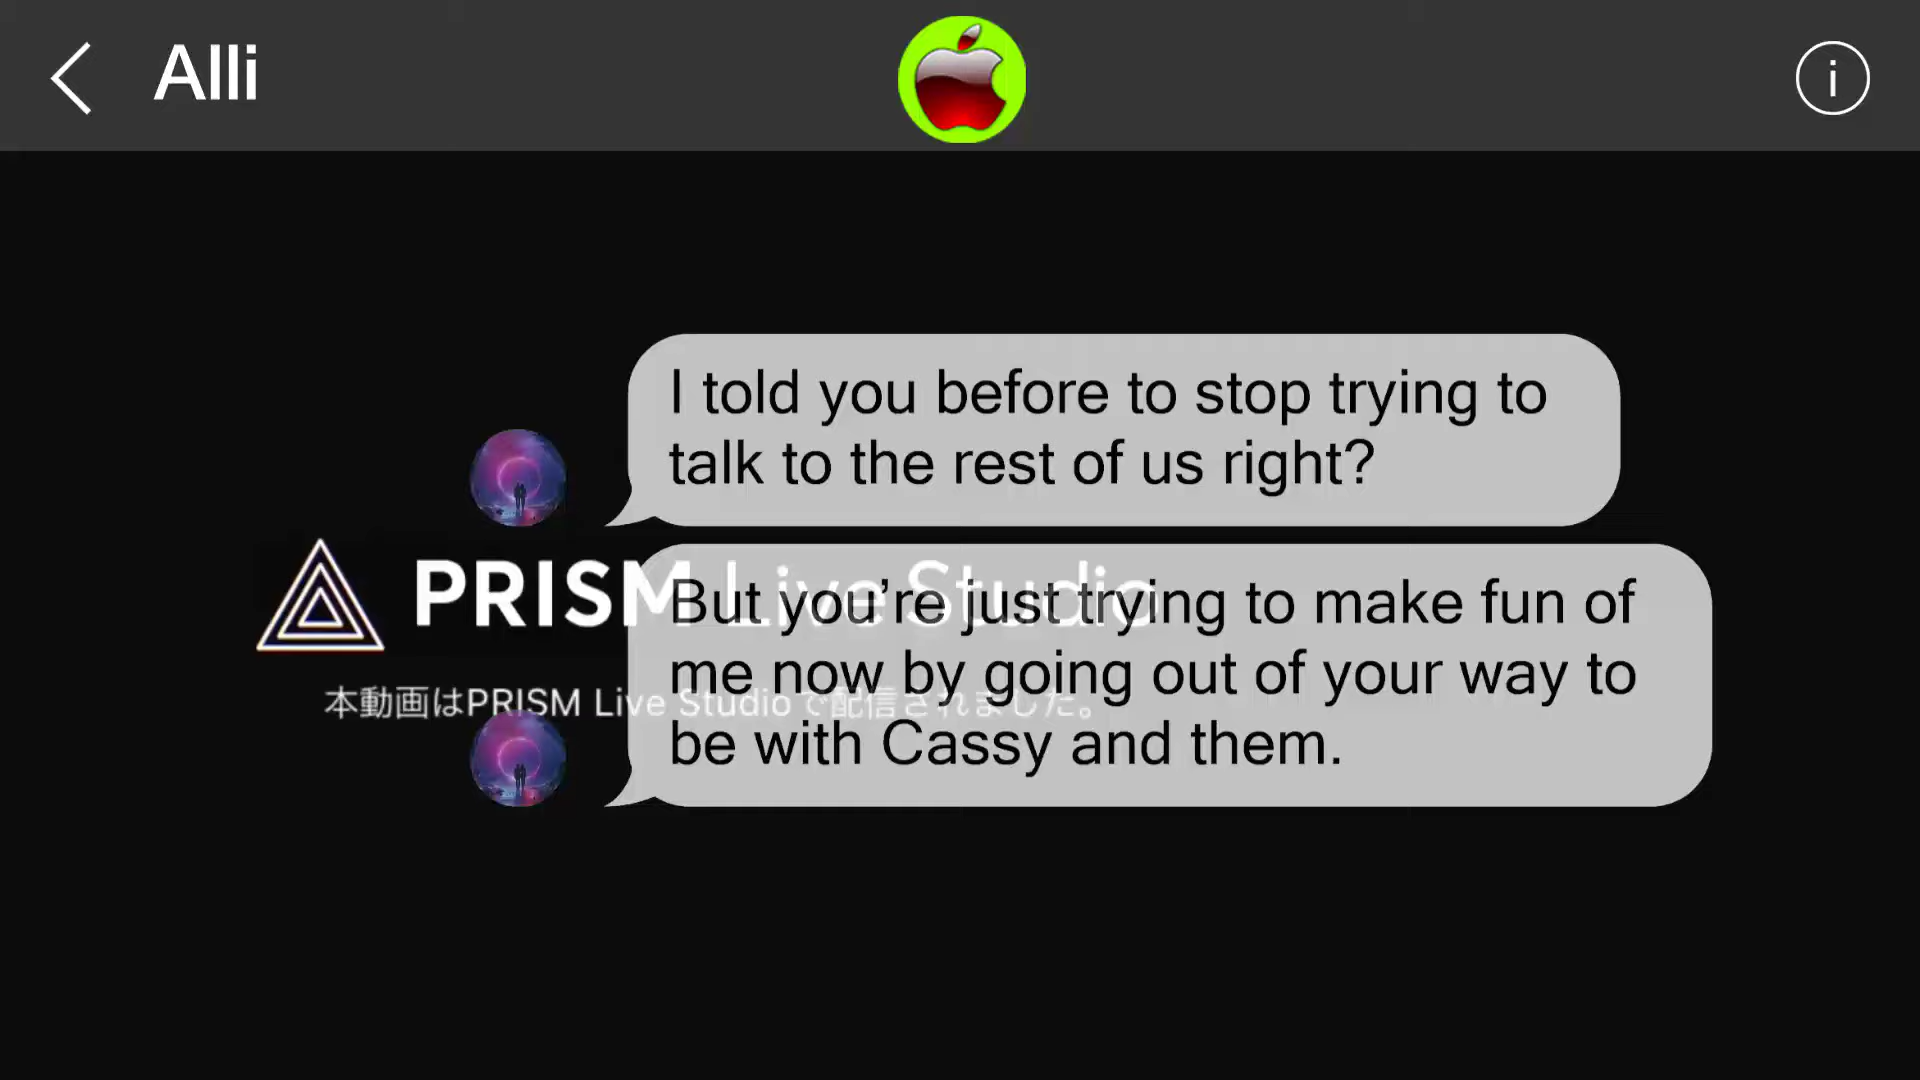 Alli
i
I told you before to stop trying to
talk to the rest of us right?
PRISM Live Studio
But you’re just trying to make fun of
me now by going out of your way to
本動画はPRISM Live Studioで配信されました。
be with Cassy and them.